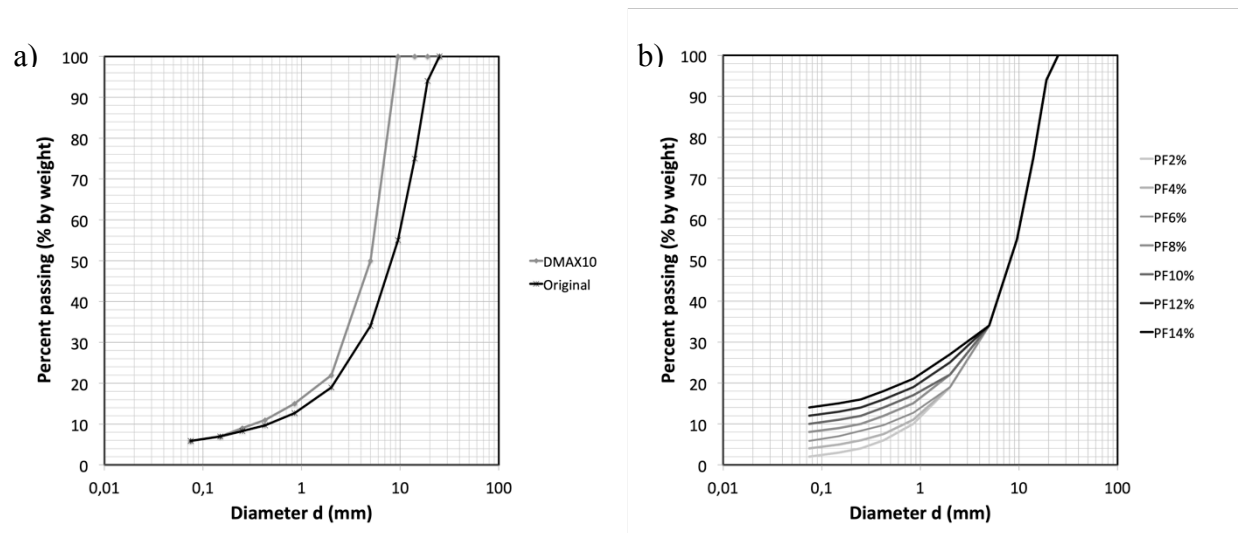 a)
Percent passing (% by weight)
100
90
80
70
60
50
40
30
20
10
0
0,01
0,1
1
10
100
Diameter d (mm)
DMAX10
Original
b)
Percent passing (% by weight)
100
90
80
70
60
50
40
30
20
10
0
0,01
0,1
1
10
100
Diameter d (mm)
PF2%
PF4%
PF6%
PF8%
PF10%
PF12%
PF14%